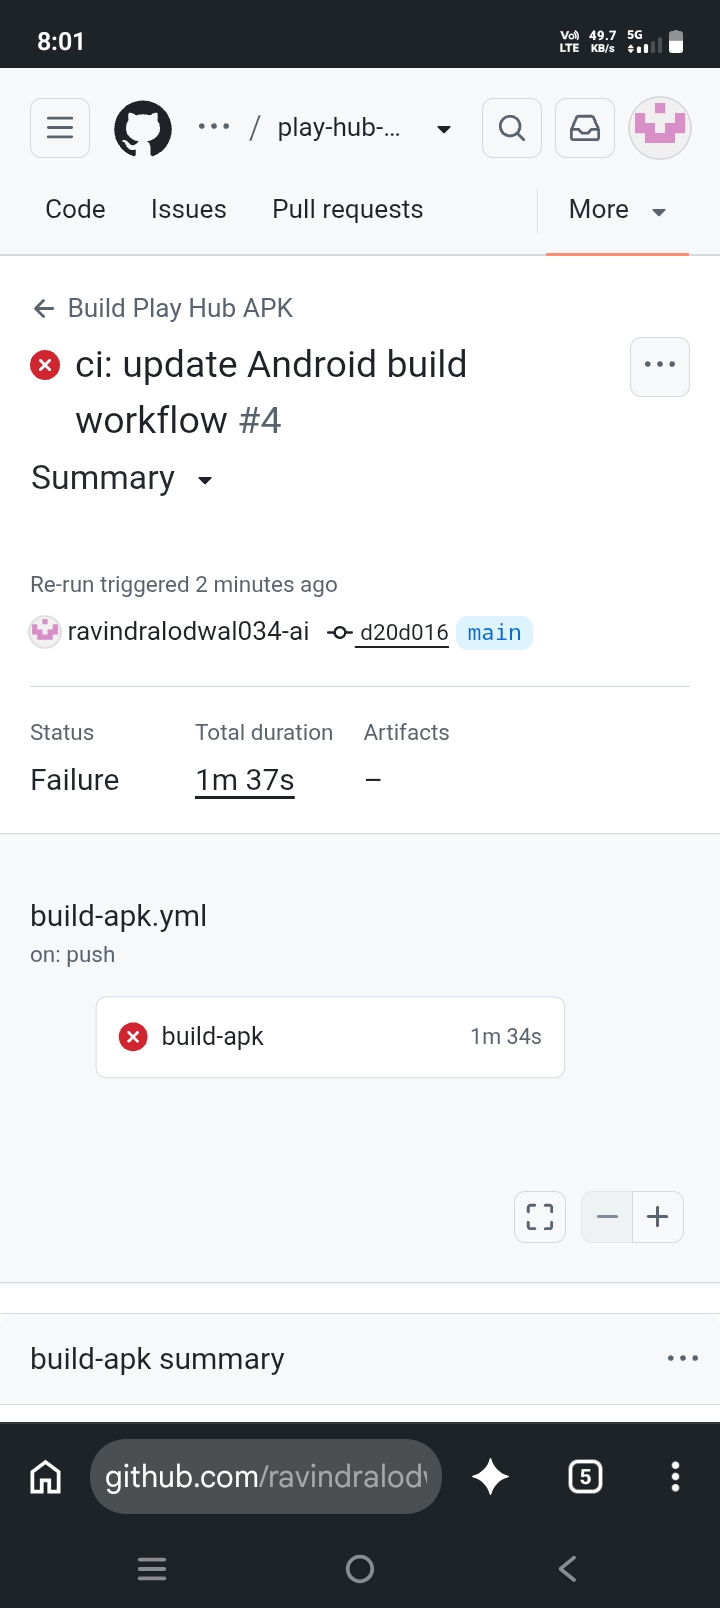 8:01
Vo) 49.7 5G
LTE KB/s
... / play-hub-...
Code Issues Pull requests More
Build Play Hub APK
ci: update Android build
workflow #4
Summary
Re-run triggered 2 minutes ago
ravindralodwal034-ai d20d016 main
Status Total duration Artifacts
Failure 1m 37s –
build-apk.yml
on: push
build-apk 1m 34s
build-apk summary
github.com/ravindralodw
5